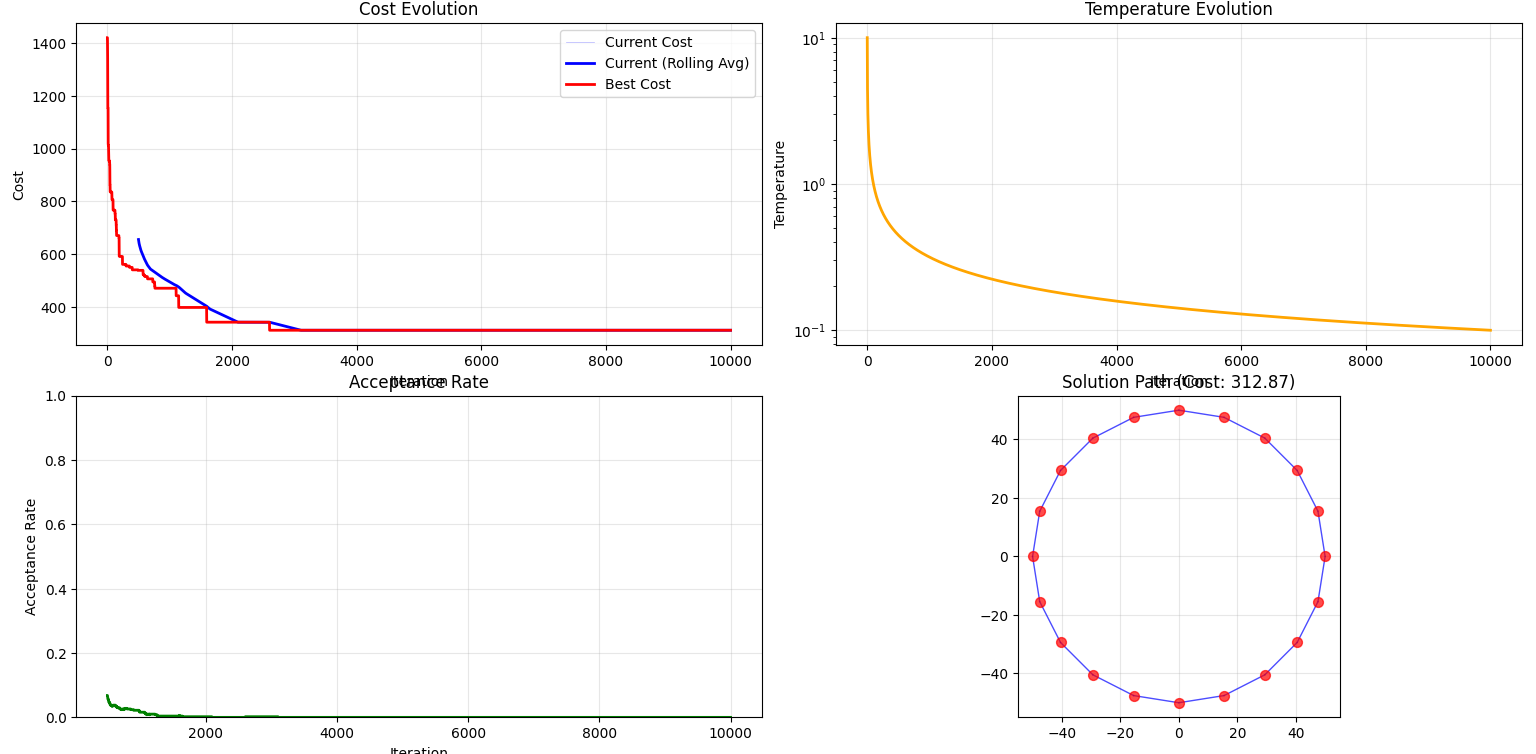 Cost Evolution
1400
1200
1000
800
600
400
Cost
Current Cost
Current (Rolling Avg)
Best Cost
0 2000 4000 6000 8000 10000
Iteration
Temperature Evolution
10¹
10⁰
10⁻¹
Temperature
0 2000 4000 6000 8000 10000
Iteration
Acceptance Rate
1.0
0.8
0.6
0.4
0.2
0.0
Acceptance Rate
2000 4000 6000 8000 10000
Iteration
Solution Path (Cost: 312.87)
40
20
0
−20
−40
−40 −20 0 20 40